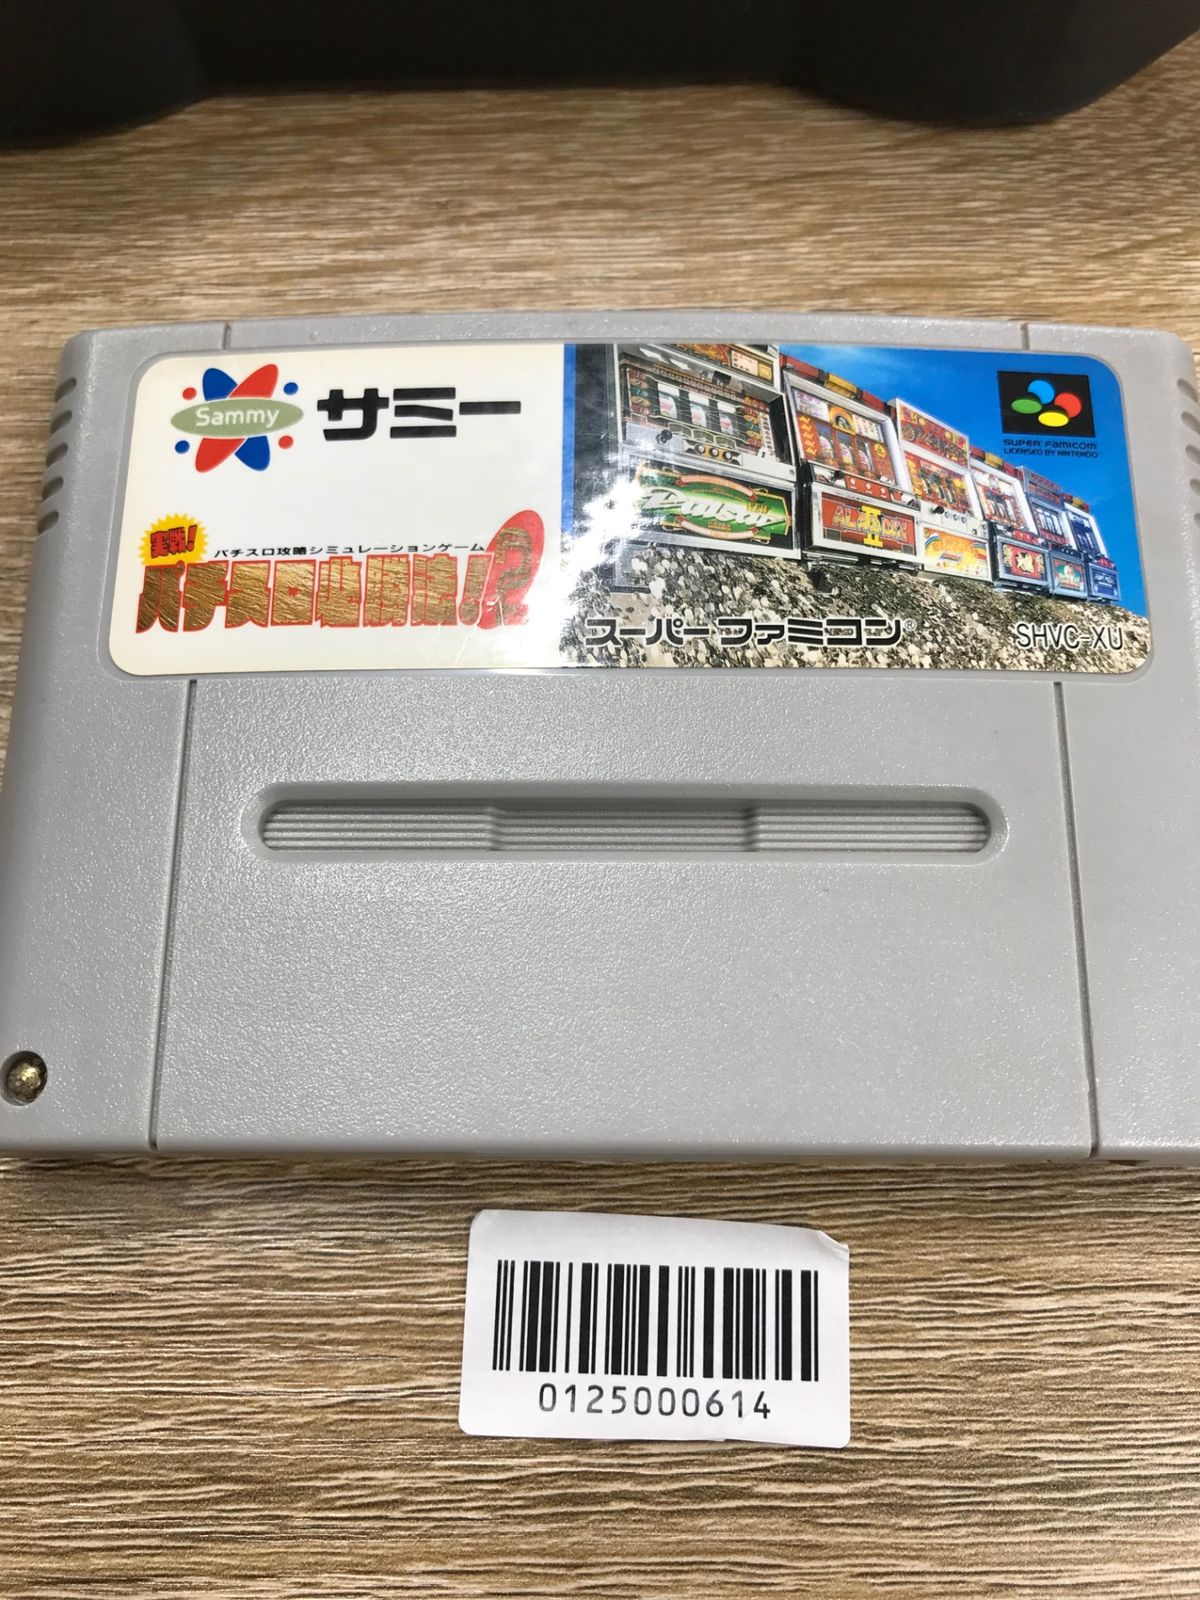 Sammy サミー
実戦!
パチスロ攻略シミュレーションゲーム
パチスロ必勝法!2
SUPER FAMICOM
LICENSED BY NINTENDO
スーパーファミコン®
SHVC-XU
0125000614